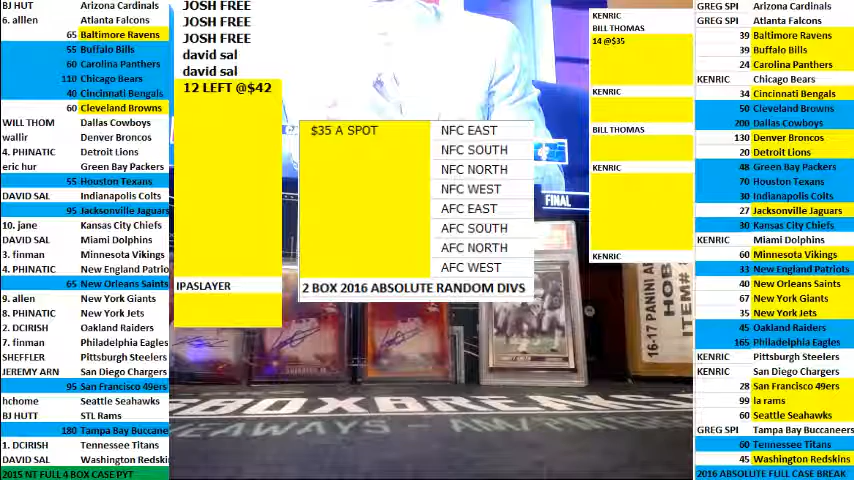 BJ HUT Arizona Cardinals
6. alllen Atlanta Falcons
65 Baltimore Ravens
55 Buffalo Bills
60 Carolina Panthers
110 Chicago Bears
40 Cincinnati Bengals
60 Cleveland Browns
WILL THOM Dallas Cowboys
wallir Denver Broncos
4. PHINATIC Detroit Lions
eric hur Green Bay Packers
55 Houston Texans
DAVID SAL Indianapolis Colts
95 Jacksonville Jaguars
10. jane Kansas City Chiefs
DAVID SAL Miami Dolphins
3. finman Minnesota Vikings
4. PHINATIC New England Patrio
65 New Orleans Saints
9. allen New York Giants
8. PHINATIC New York Jets
2. DCIRISH Oakland Raiders
7. finman Philadelphia Eagles
SHEFFLER Pittsburgh Steelers
JEREMY ARN San Diego Chargers
95 San Francisco 49ers
hchome Seattle Seahawks
BJ HUTT STL Rams
180 Tampa Bay Buccane
1. DCIRISH Tennessee Titans
DAVID SAL Washington Redski
2015 NT FULL 4 BOX CASE PYT
JOSH FREE
JOSH FREE
JOSH FREE
david sal
david sal
12 LEFT @$42
IPASLAYER
$35 A SPOT
NFC EAST
NFC SOUTH
NFC NORTH
NFC WEST
AFC EAST
AFC SOUTH
AFC NORTH
AFC WEST
2 BOX 2016 ABSOLUTE RANDOM DIVS
FINAL
KENRIC
BILL THOMAS
14 @$35
KENRIC
BILL THOMAS
KENRIC
KENRIC
16-17 PANINI
HOB
ITEM#
BOXBREAKS
GREG SPI Arizona Cardinals
GREG SPI Atlanta Falcons
39 Baltimore Ravens
39 Buffalo Bills
24 Carolina Panthers
KENRIC Chicago Bears
34 Cincinnati Bengals
50 Cleveland Browns
200 Dallas Cowboys
130 Denver Broncos
20 Detroit Lions
48 Green Bay Packers
70 Houston Texans
30 Indianapolis Colts
27 Jacksonville Jaguars
30 Kansas City Chiefs
KENRIC Miami Dolphins
60 Minnesota Vikings
33 New England Patriots
40 New Orleans Saints
67 New York Giants
35 New York Jets
45 Oakland Raiders
165 Philadelphia Eagles
KENRIC Pittsburgh Steelers
KENRIC San Diego Chargers
28 San Francisco 49ers
99 la rams
60 Seattle Seahawks
GREG SPI Tampa Bay Buccaneers
60 Tennessee Titans
45 Washington Redskins
2016 ABSOLUTE FULL CASE BREAK